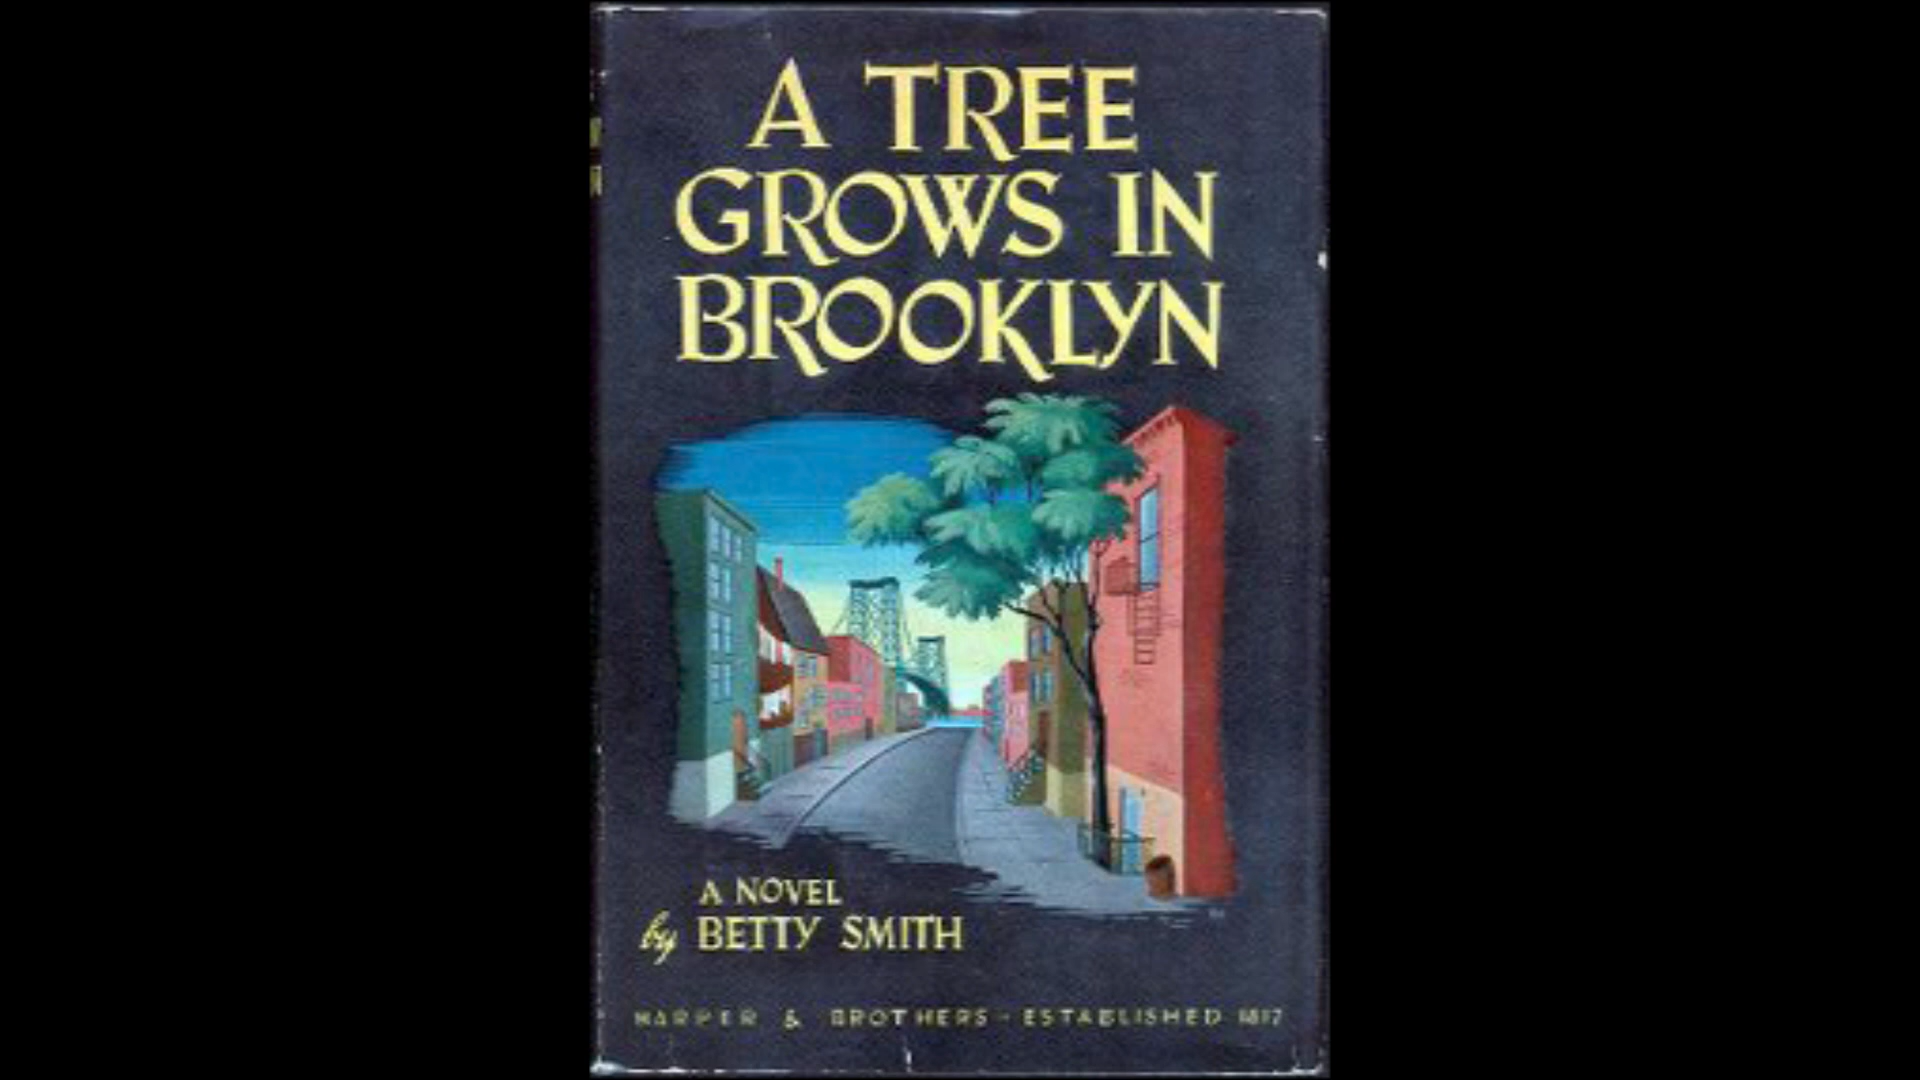 A TREE
GROWS IN
BROOKLYN
A NOVEL
by BETTY SMITH
HARPER & BROTHERS - ESTABLISHED 1817